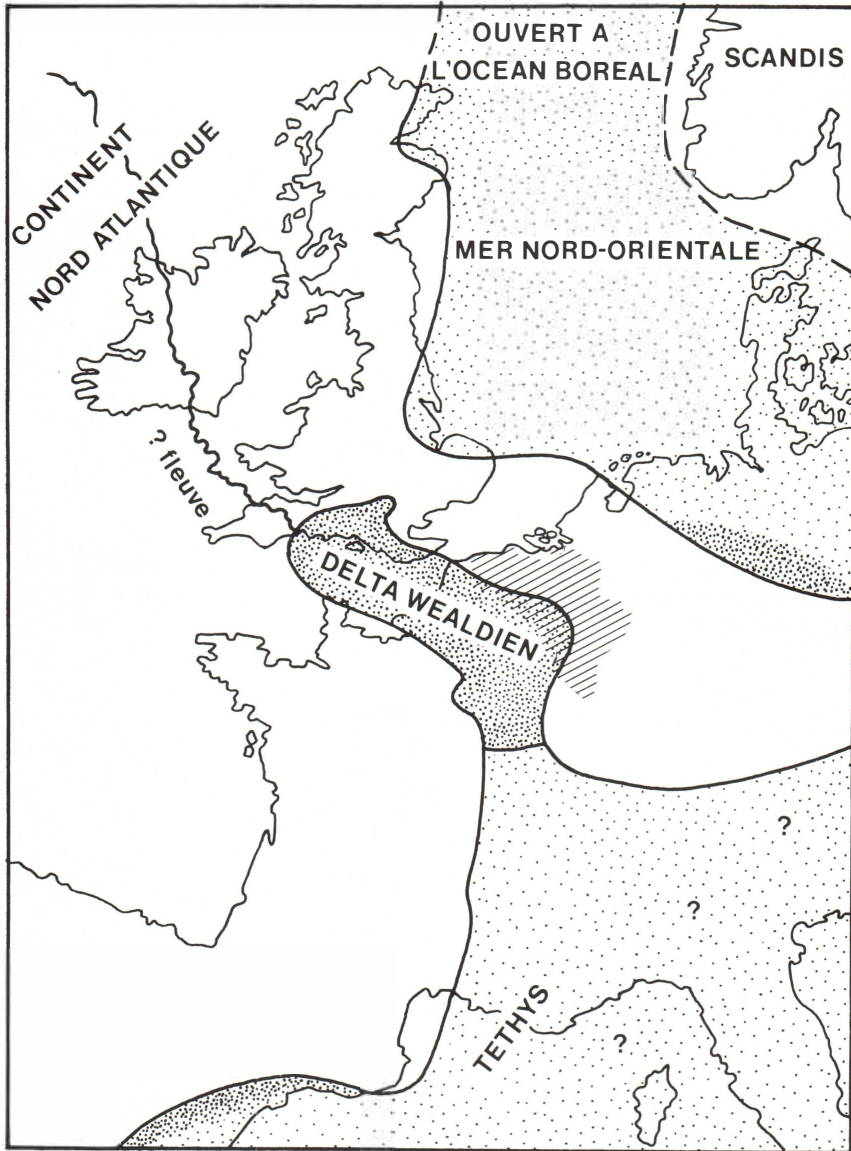 OUVERT A
L'OCEAN BOREAL
SCANDIS
CONTINENT
NORD ATLANTIQUE
MER NORD-ORIENTALE
? fleuve
DELTA WEALDIEN
?
?
TETHYS
?